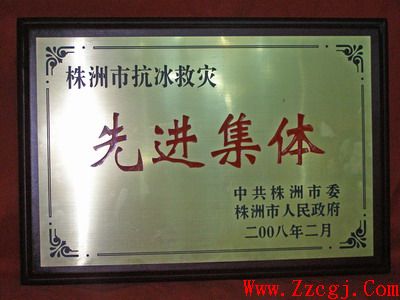 株洲市抗冰救灾
先进集体
中共株洲市委
株洲市人民政府
二00八年二月
Www.Zzcgj.Com